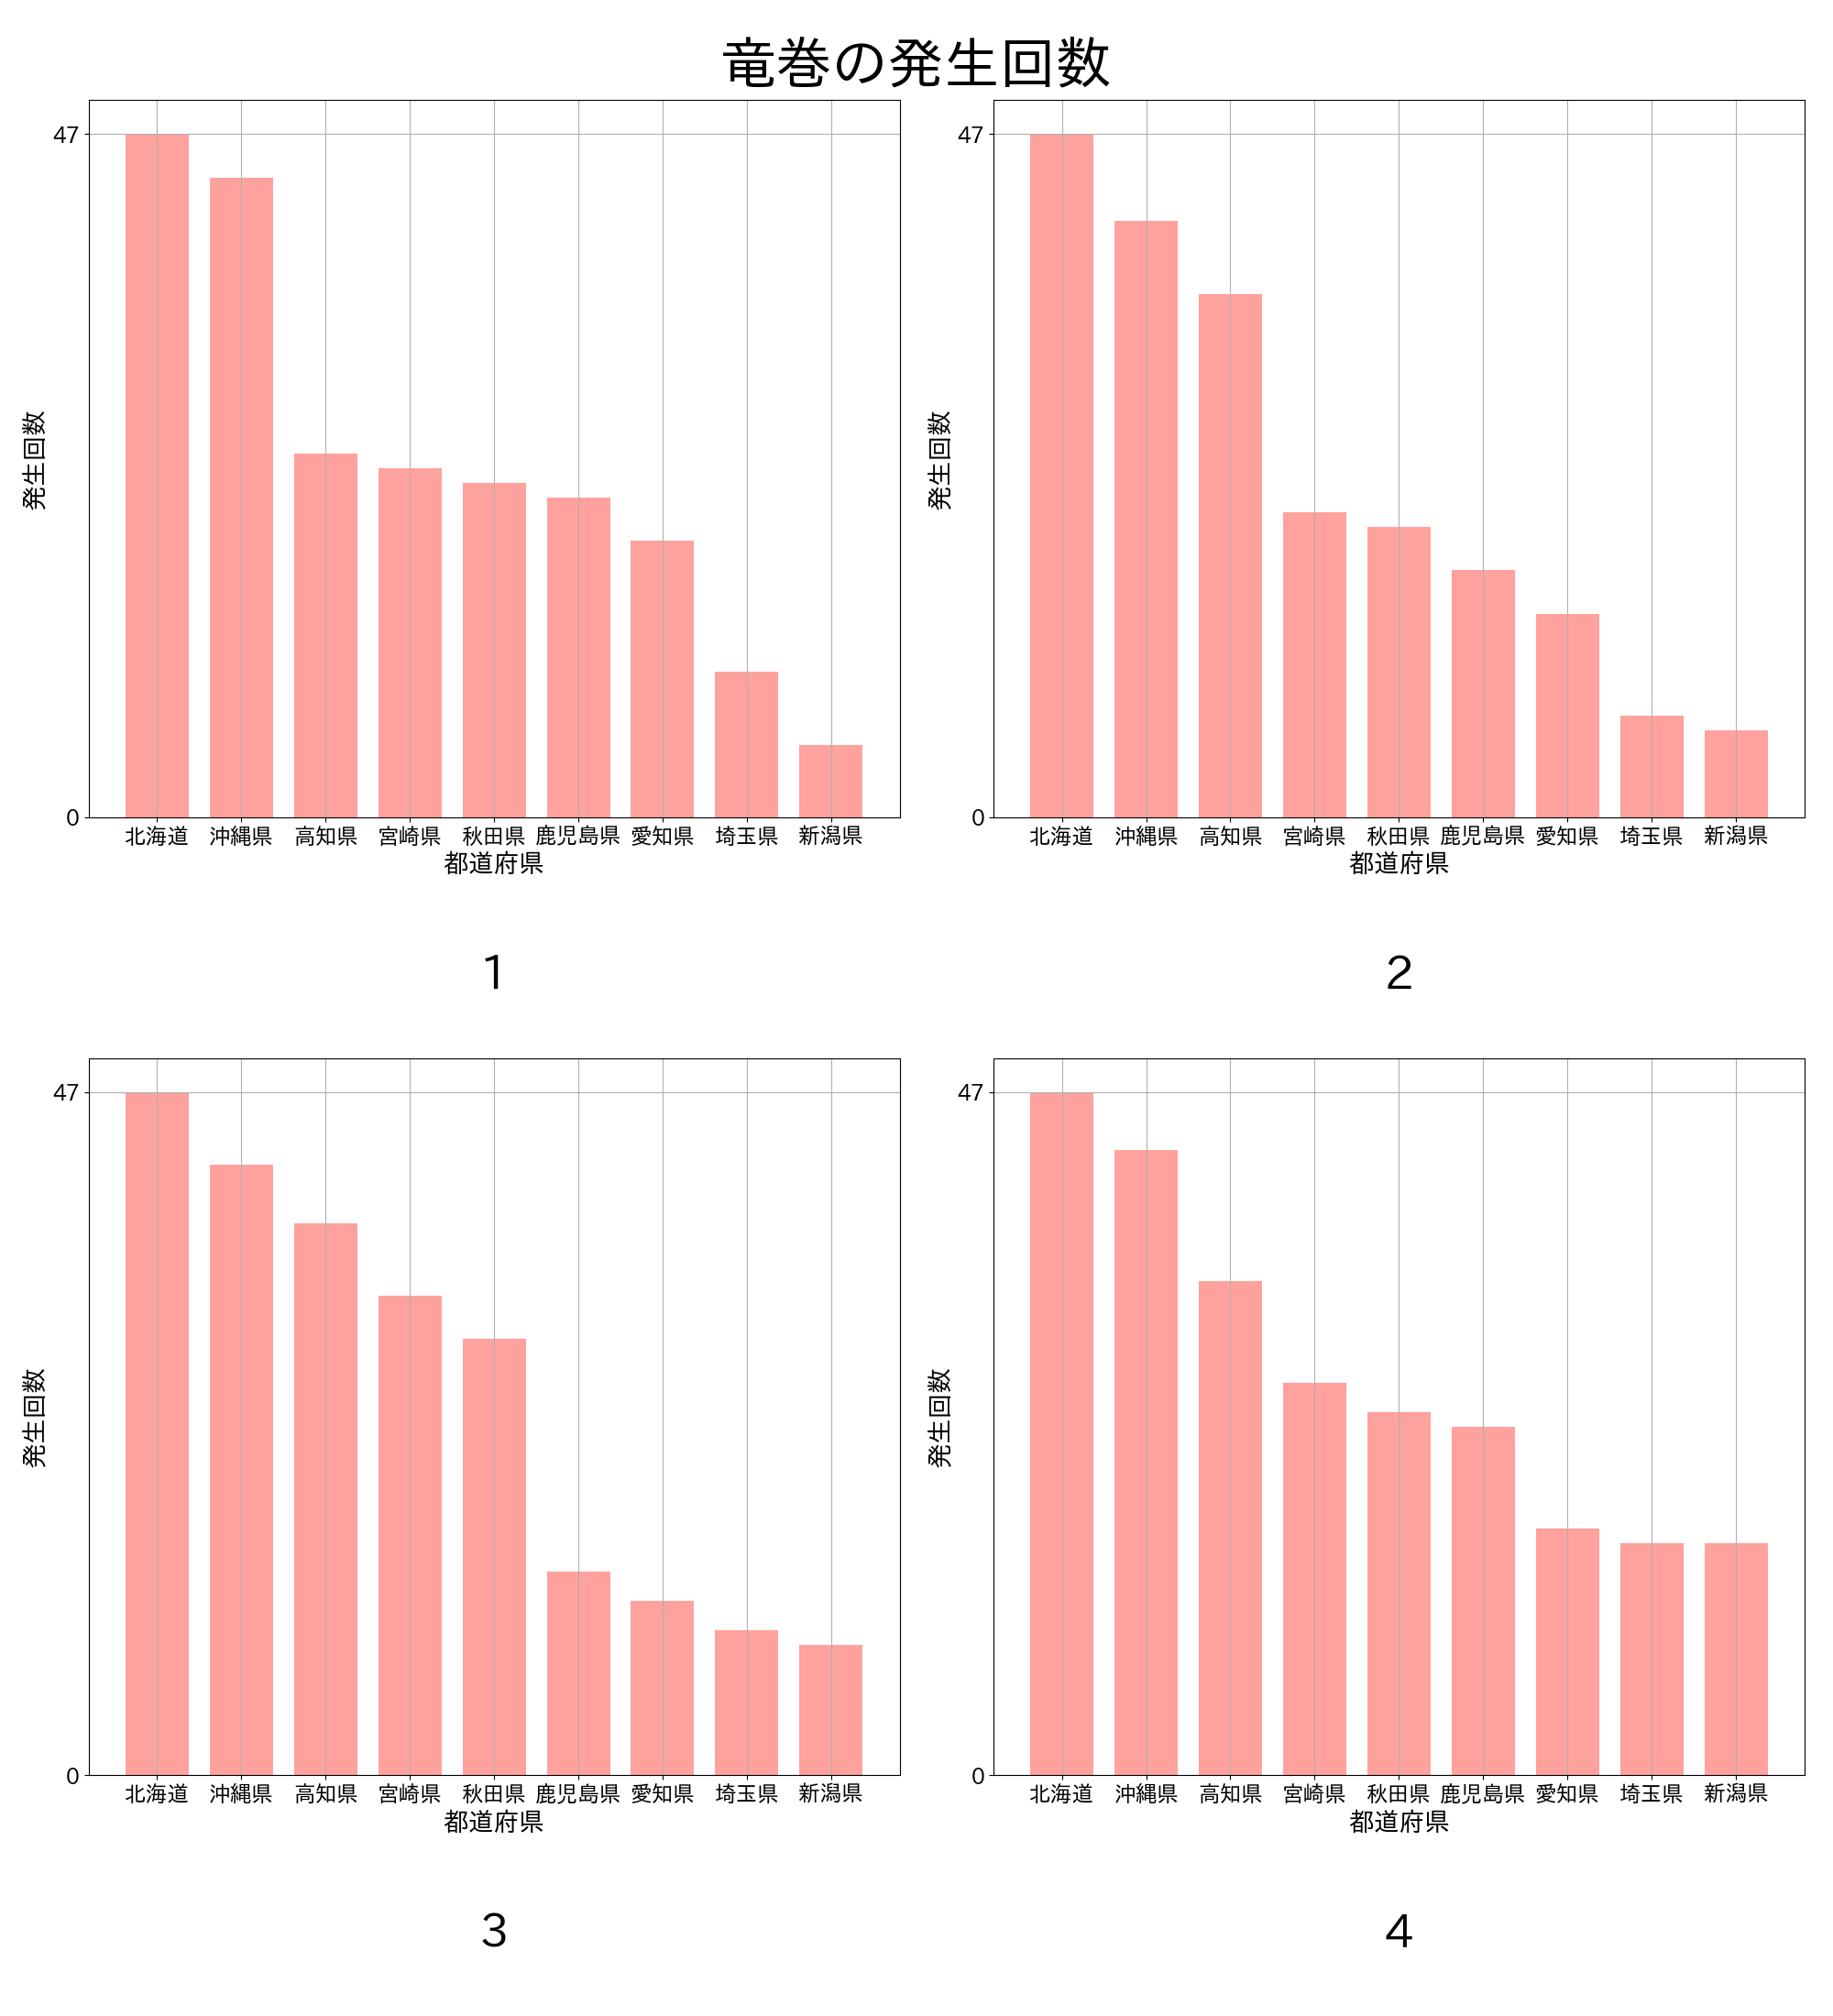 竜巻の発生回数
47
0
発生回数
北海道 沖縄県 高知県 宮崎県 秋田県 鹿児島県 愛知県 埼玉県 新潟県
都道府県
1
47
0
発生回数
北海道 沖縄県 高知県 宮崎県 秋田県 鹿児島県 愛知県 埼玉県 新潟県
都道府県
2
47
0
発生回数
北海道 沖縄県 高知県 宮崎県 秋田県 鹿児島県 愛知県 埼玉県 新潟県
都道府県
3
47
0
発生回数
北海道 沖縄県 高知県 宮崎県 秋田県 鹿児島県 愛知県 埼玉県 新潟県
都道府県
4